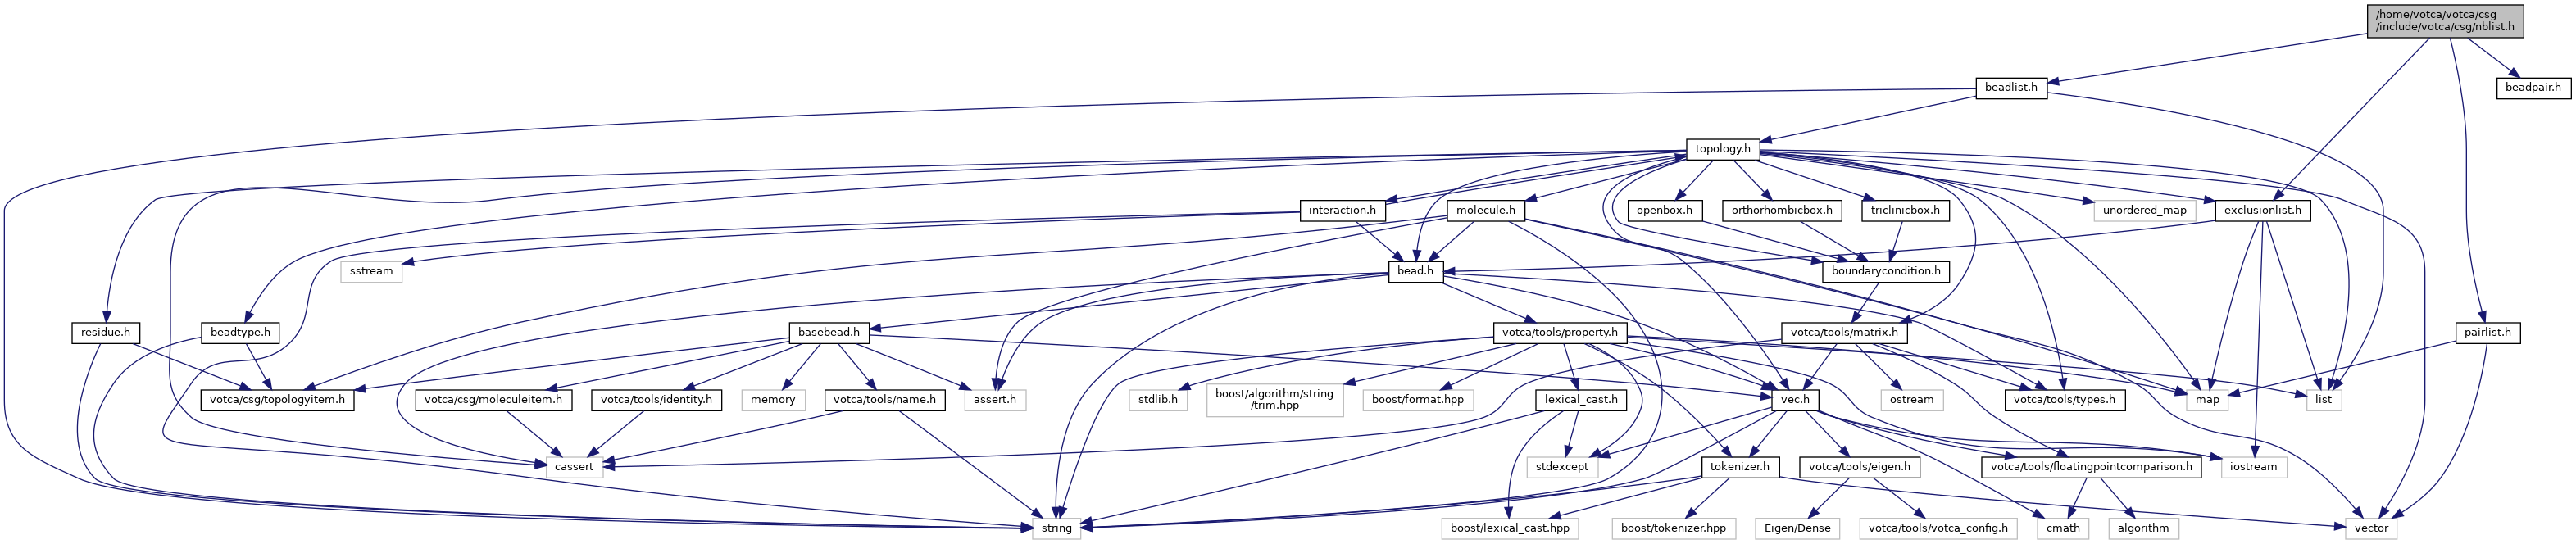 /home/votca/votca/csg
/include/votca/csg/nblist.h
beadlist.h
beadpair.h
topology.h
interaction.h
molecule.h
openbox.h
orthorhombicbox.h
triclinicbox.h
unordered_map
exclusionlist.h
sstream
bead.h
boundarycondition.h
residue.h
beadtype.h
basebead.h
votca/tools/property.h
votca/tools/matrix.h
pairlist.h
votca/csg/topologyitem.h
votca/csg/moleculeitem.h
votca/tools/identity.h
memory
votca/tools/name.h
assert.h
stdlib.h
boost/algorithm/string
/trim.hpp
boost/format.hpp
lexical_cast.h
vec.h
ostream
votca/tools/types.h
map
list
cassert
stdexcept
tokenizer.h
votca/tools/eigen.h
votca/tools/floatingpointcomparison.h
iostream
string
boost/lexical_cast.hpp
boost/tokenizer.hpp
Eigen/Dense
votca/tools/votca_config.h
cmath
algorithm
vector